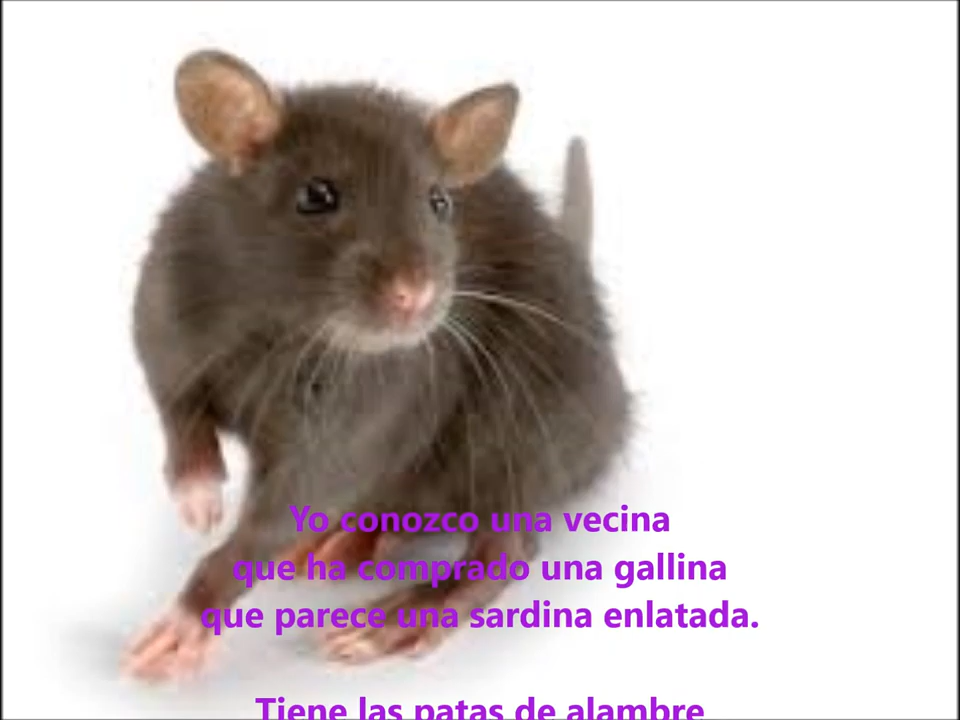 Yo conozco una vecina
que ha comprado una gallina
que parece una sardina enlatada.
Tiene las patas de alambre